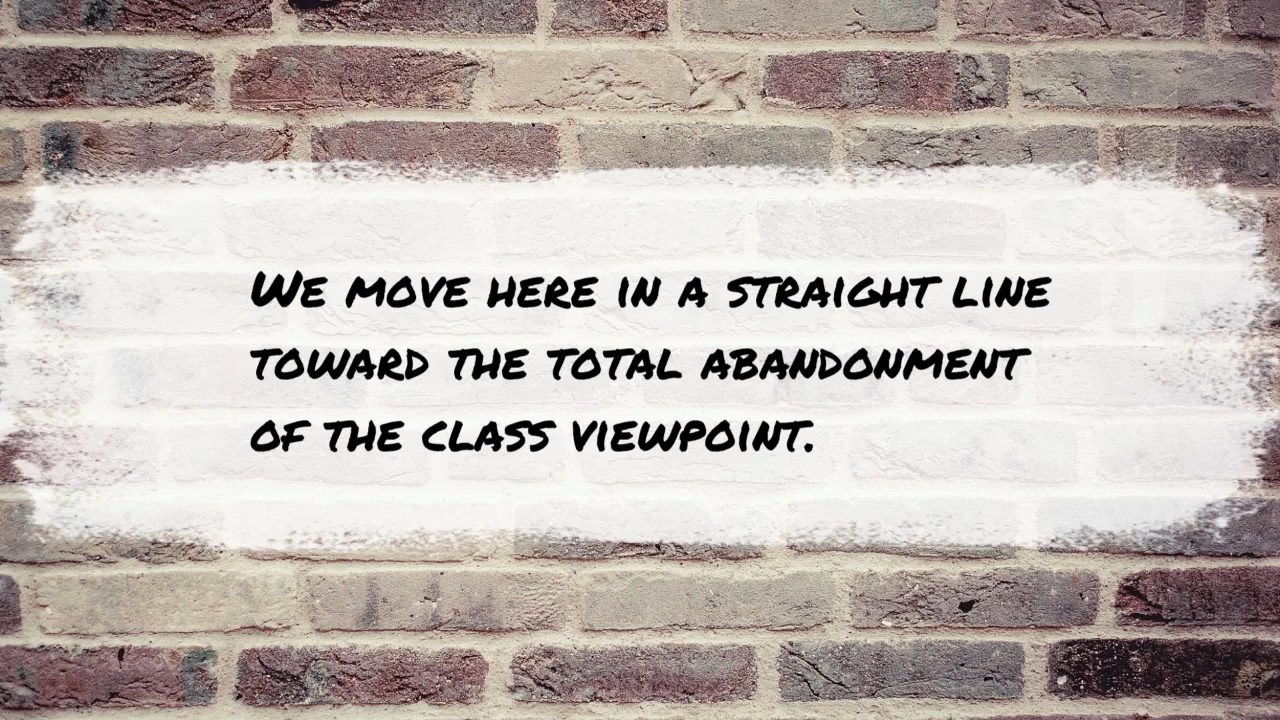 We move here in a straight line
toward the total abandonment
of the class viewpoint.